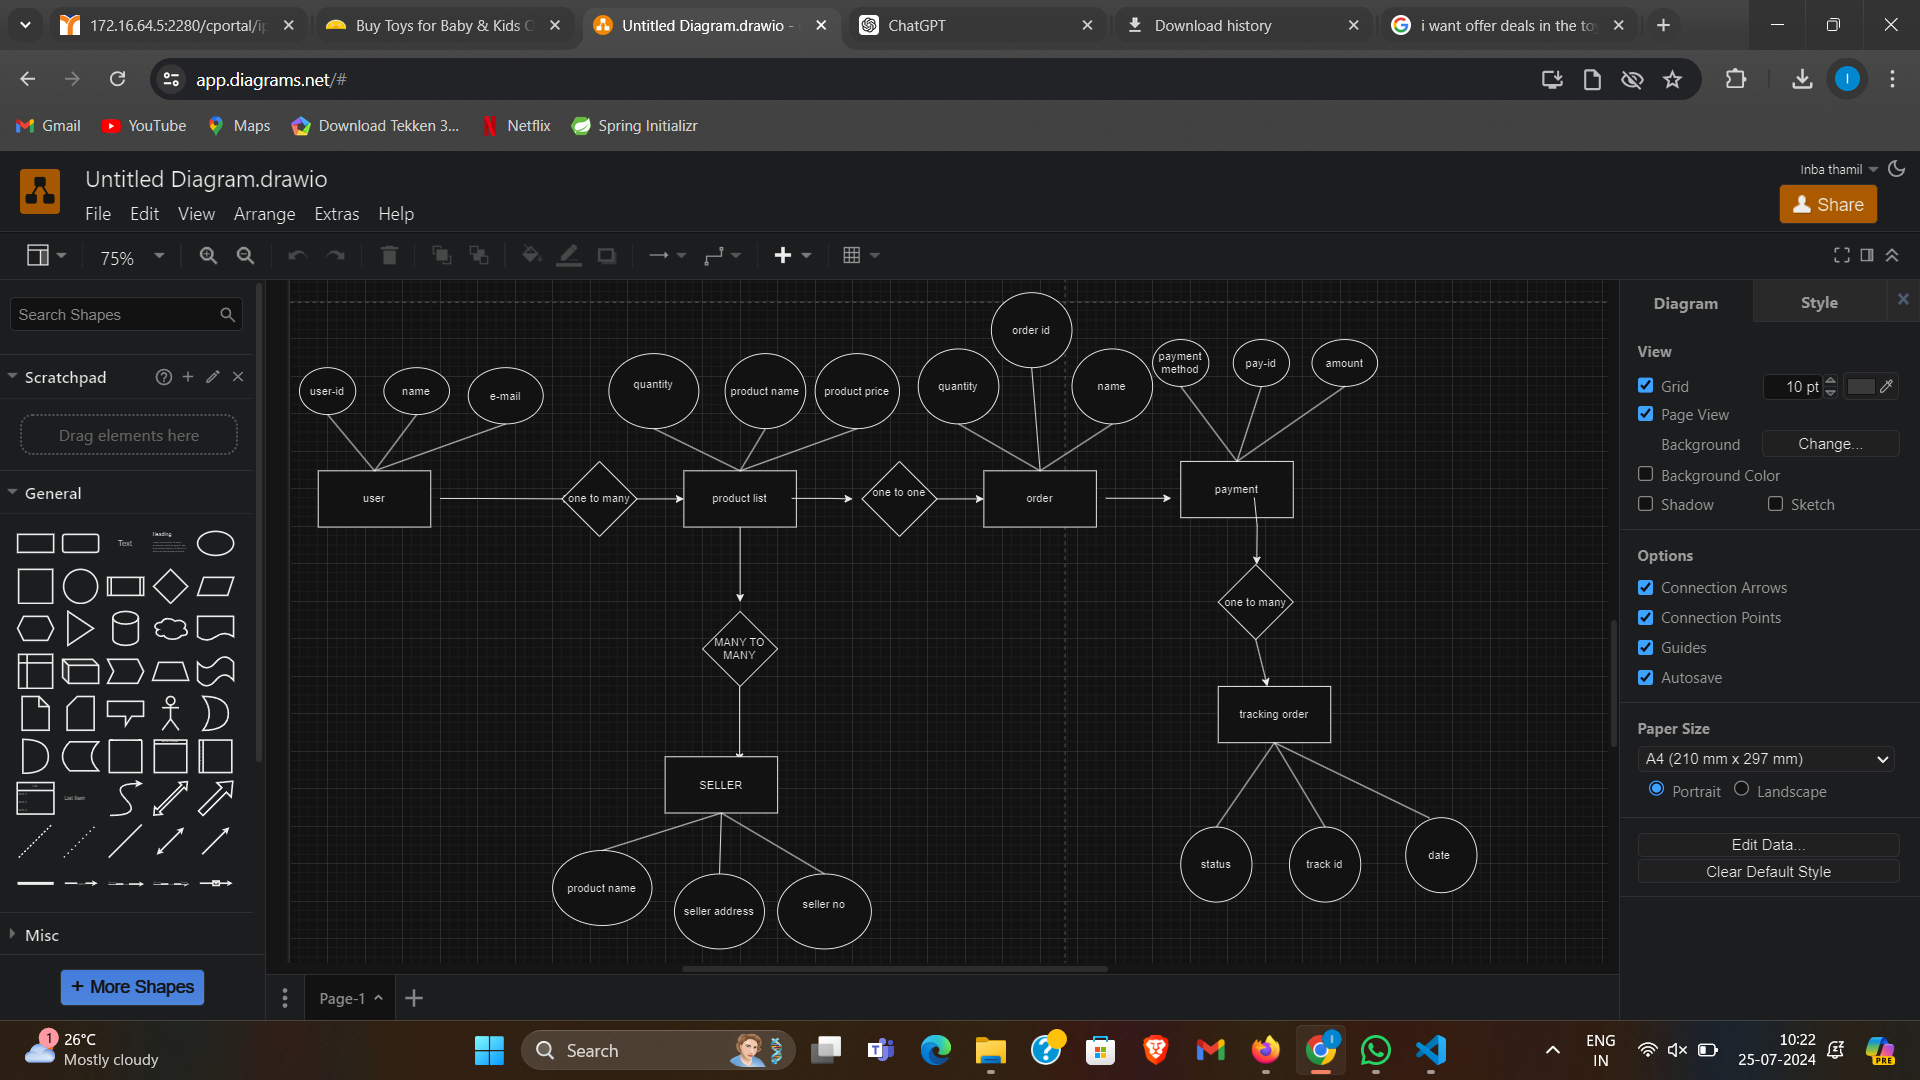 172.16.64.5:2280/cportal/ip
Buy Toys for Baby & Kids O
Untitled Diagram.drawio -
ChatGPT
Download history
i want offer deals in the to
app.diagrams.net/#
I
Gmail
YouTube
Maps
Download Tekken 3...
Netflix
Spring Initializr
Untitled Diagram.drawio
Inba thamil
File Edit View Arrange Extras Help
Share
75%
Search Shapes
Scratchpad
Drag elements here
General
Text
Heading
List Item
Misc
+ More Shapes
order id
payment
method
pay-id
amount
user-id
name
e-mail
quantity
product name
product price
quantity
name
user
one to many
product list
one to one
order
payment
one to many
MANY TO
MANY
tracking order
SELLER
status
track id
date
product name
seller address
seller no
Diagram
Style
View
Grid
10 pt
Page View
Background
Change...
Background Color
Shadow
Sketch
Options
Connection Arrows
Connection Points
Guides
Autosave
Paper Size
A4 (210 mm x 297 mm)
Portrait
Landscape
Edit Data...
Clear Default Style
Page-1
1
26°C
Mostly cloudy
Search
PRE
ENG
IN
10:22
25-07-2024